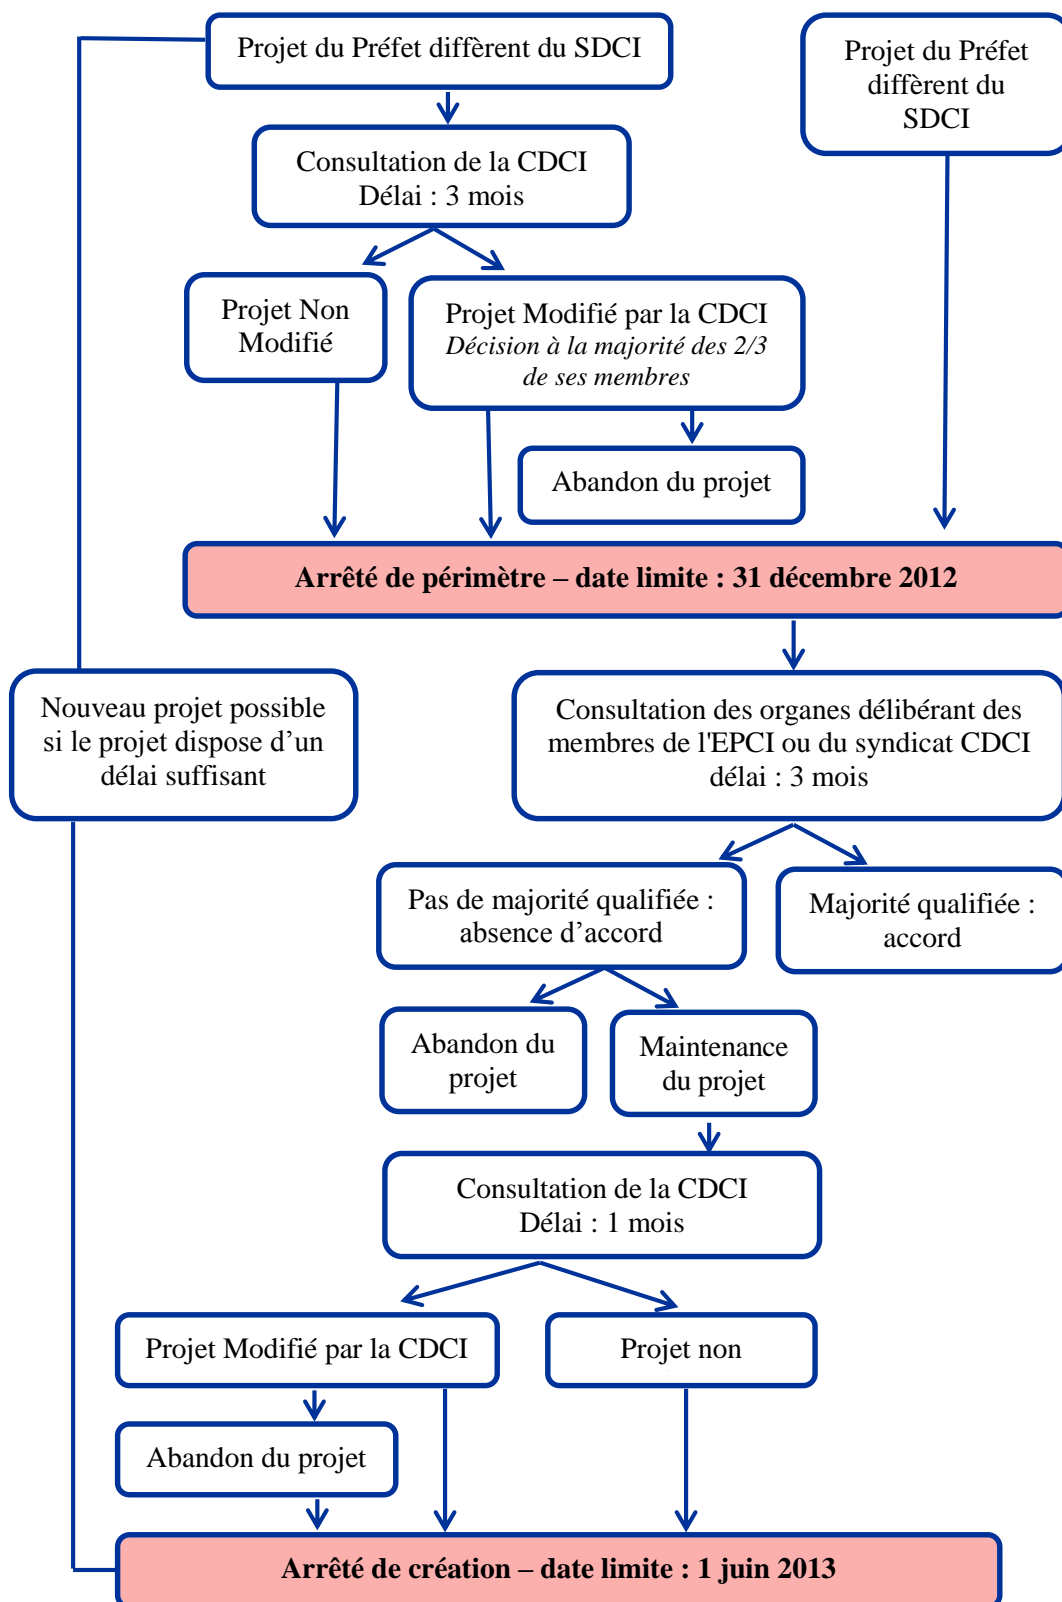 Projet du Préfet diffèrent du SDCI
Projet du Préfet
diffèrent du
SDCI
Consultation de la CDCI
Délai : 3 mois
Projet Non
Modifié
Projet Modifié par la CDCI
Décision à la majorité des 2/3
de ses membres
Abandon du projet
Arrêté de périmètre – date limite : 31 décembre 2012
Nouveau projet possible
si le projet dispose d’un
délai suffisant
Consultation des organes délibérant des
membres de l'EPCI ou du syndicat CDCI
délai : 3 mois
Pas de majorité qualifiée :
absence d’accord
Majorité qualifiée :
accord
Abandon du
projet
Maintenance
du projet
Consultation de la CDCI
Délai : 1 mois
Projet Modifié par la CDCI
Projet non
Abandon du projet
Arrêté de création – date limite : 1 juin 2013